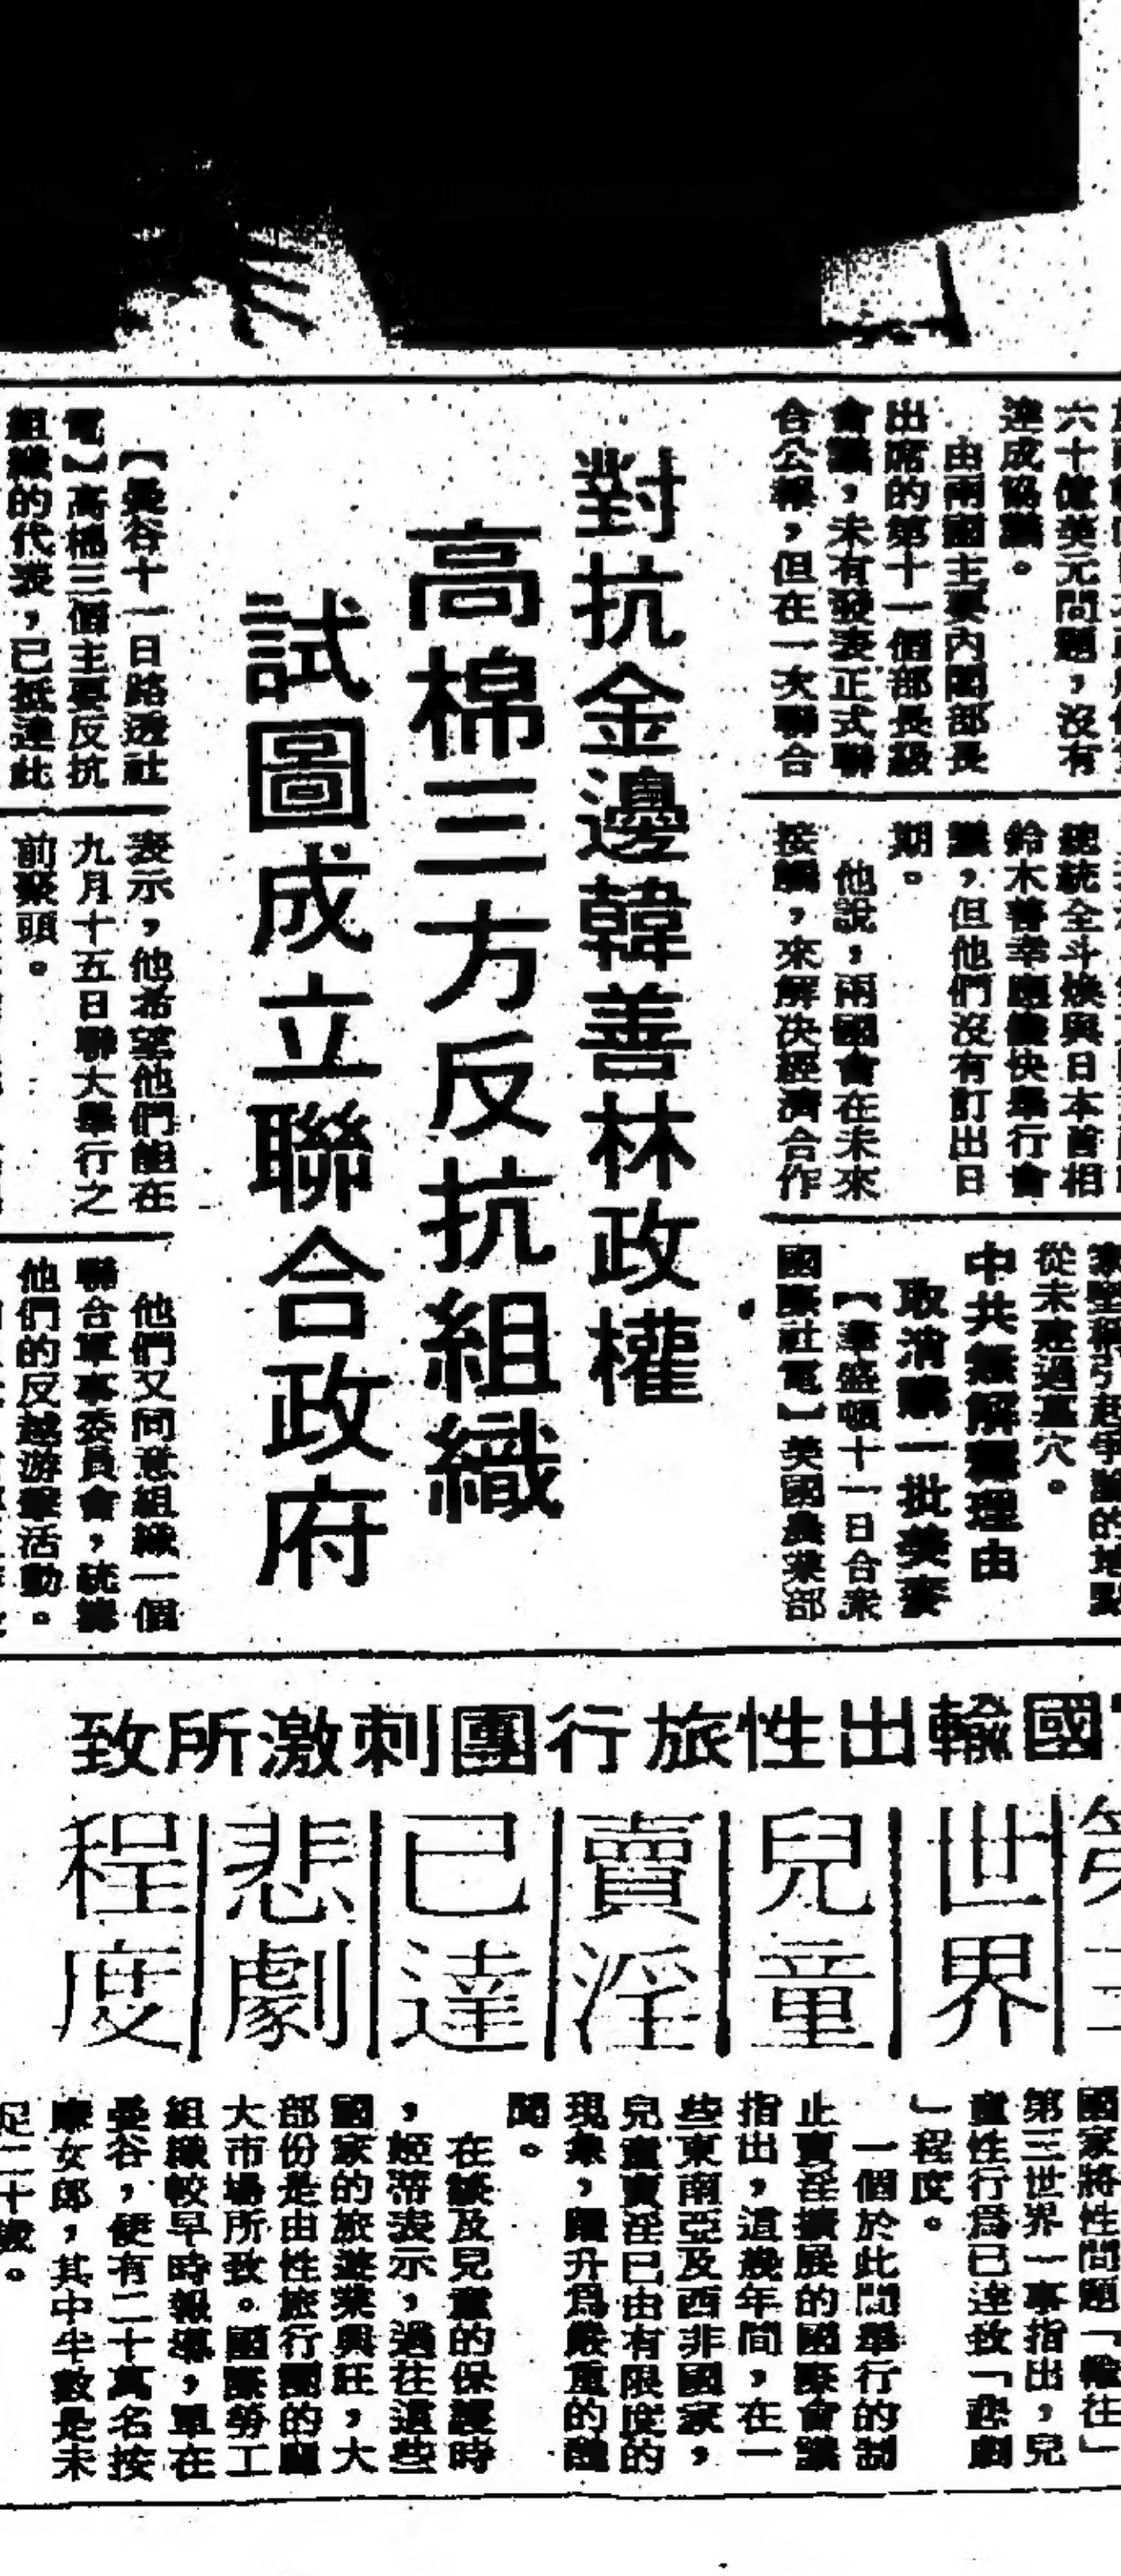 六十億美元問題，沒有
達成協議。
由兩國主要內閣部長
出席的第十一個部長級
會議，未有發表正式聯
合公報，但在一次聯合
總統全斗煥與日本首相
鈴木善幸應儘快舉行會
議，但他們沒有訂出日
期。
他說，兩國會在未來
接觸，來解決經濟合作
從未建過墓穴。
中共無解釋理由
取消購一批美麥
【華盛頓十一日合衆
國際社電】美國農業部
對抗金邊韓善林政權
高棉三方反抗組織
試圖成立聯合政府
【曼谷十一日路透社
電】高棉三個主要反抗
組織的代表，已抵達此
表示，他希望他們能在
九月十五日聯大舉行之
前聚頭。
他們又同意組織一個
聯合軍事委員會，統籌
他們的反越游擊活動。
國輸出性旅行團刺激所致
世界兒童賣淫已達悲劇程度
國家將性問題「輸往」
第三世界一事指出，兒
童性行爲已達致「悲劇
」程度。
一個於此間舉行的制
止賣淫擴展的國際會議
指出，這幾年間，在一
些東南亞及西非國家，
兒童賣淫已由有限度的
現象，躍升爲嚴重的醜
聞。
在談及兒童的保護時
，姬蒂表示，過往這些
國家的旅遊業興旺，大
部份是由性旅行團的龐
大市場所致。國際勞工
組織較早時報導，單在
曼谷，便有二十萬名按
摩女郎，其中半數是未
足二十歲。